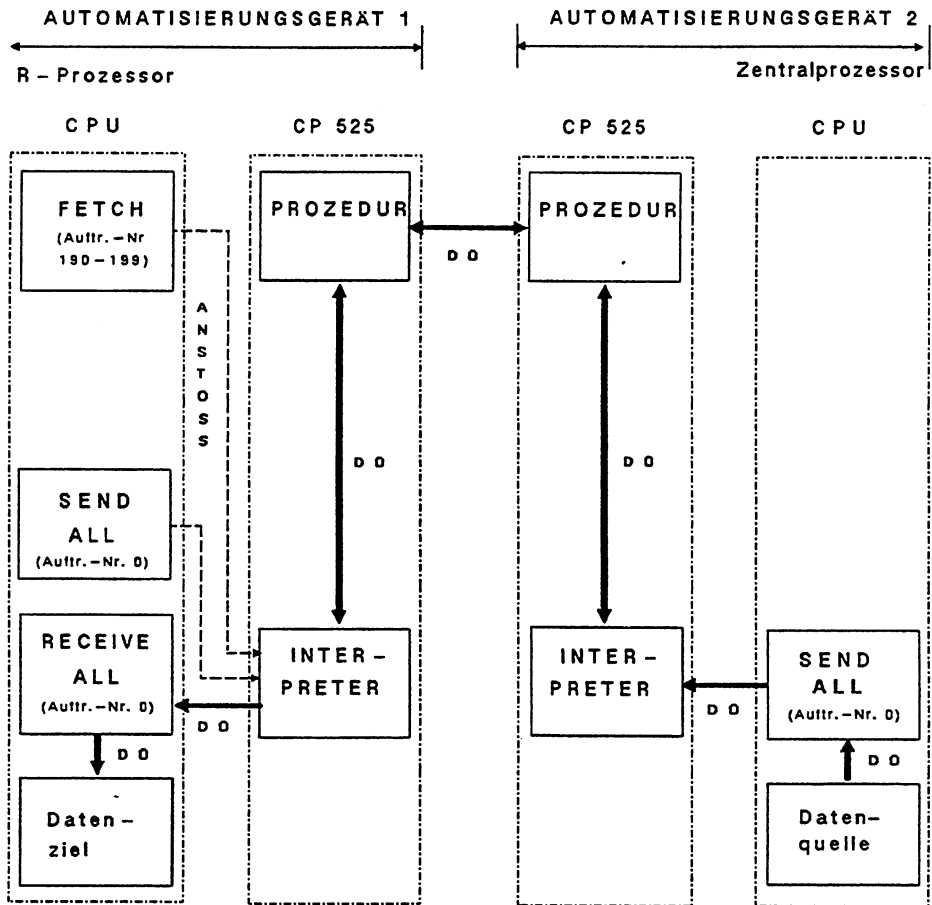 AUTOMATISIERUNGSGERÄT 1
AUTOMATISIERUNGSGERÄT 2
R-Prozessor
Zentralprozessor
CPU
CP 525
CP 525
CPU
FETCH
(Auftr.-Nr
190-199)
ANSTOSS
PROZEDUR
DO
PROZEDUR
DO
DO
SEND
ALL
(Auftr.-Nr. 0)
RECEIVE
ALL
(Auftr.-Nr. 0)
DO
INTER-
PRETER
DO
INTER-
PRETER
DO
SEND
ALL
(Auftr.-Nr. 0)
DO
Daten-
ziel
Daten-
quelle